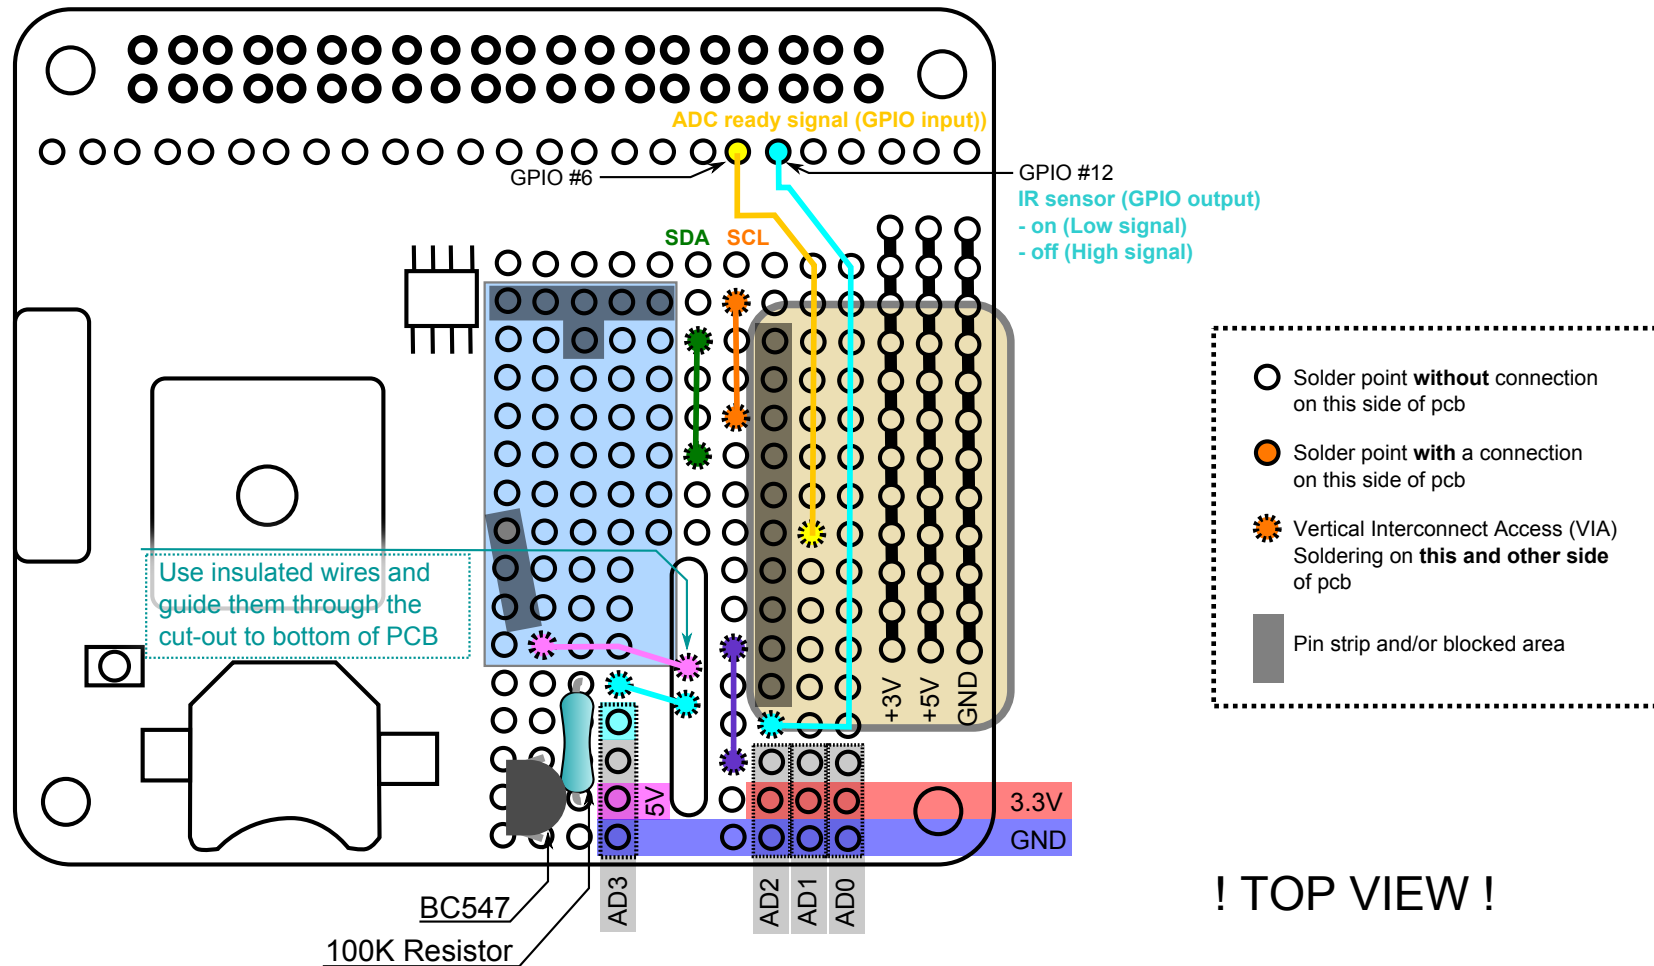 ADC ready signal (GPIO input))
GPIO #6
GPIO #12
IR sensor (GPIO output)
- on (Low signal)
- off (High signal)
SDA
SCL
Solder point without connection
on this side of pcb
Solder point with a connection
on this side of pcb
Vertical Interconnect Access (VIA)
Soldering on this and other side
of pcb
Pin strip and/or blocked area
Use insulated wires and
guide them through the
cut-out to bottom of PCB
+3V
+5V
GND
5V
3.3V
GND
AD3
AD2
AD1
AD0
BC547
100K Resistor
! TOP VIEW !